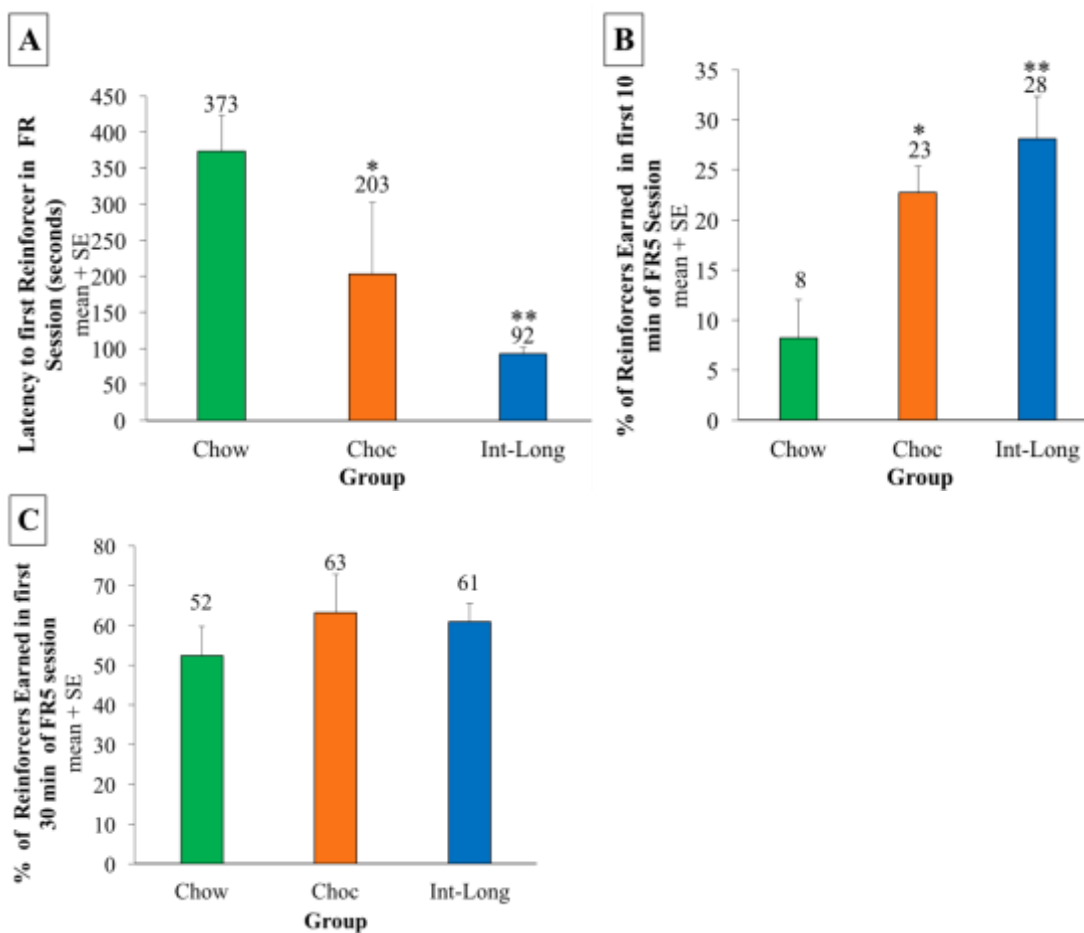 A
Latency to first Reinforcer in FR
Session (seconds)
mean + SE
450
400
350
300
250
200
150
100
50
0
373
*
203
**
92
Chow Choc Int-Long
Group
B
% of Reinforcers Earned in first 10
min of FR5 Session
mean + SE
35
30
25
20
15
10
5
0
8
*
23
**
28
Chow Choc Int-Long
Group
C
% of Reinforcers Earned in first
30 min of FR5 session
mean + SE
80
70
60
50
40
30
20
10
0
52
63
61
Chow Choc Int-Long
Group